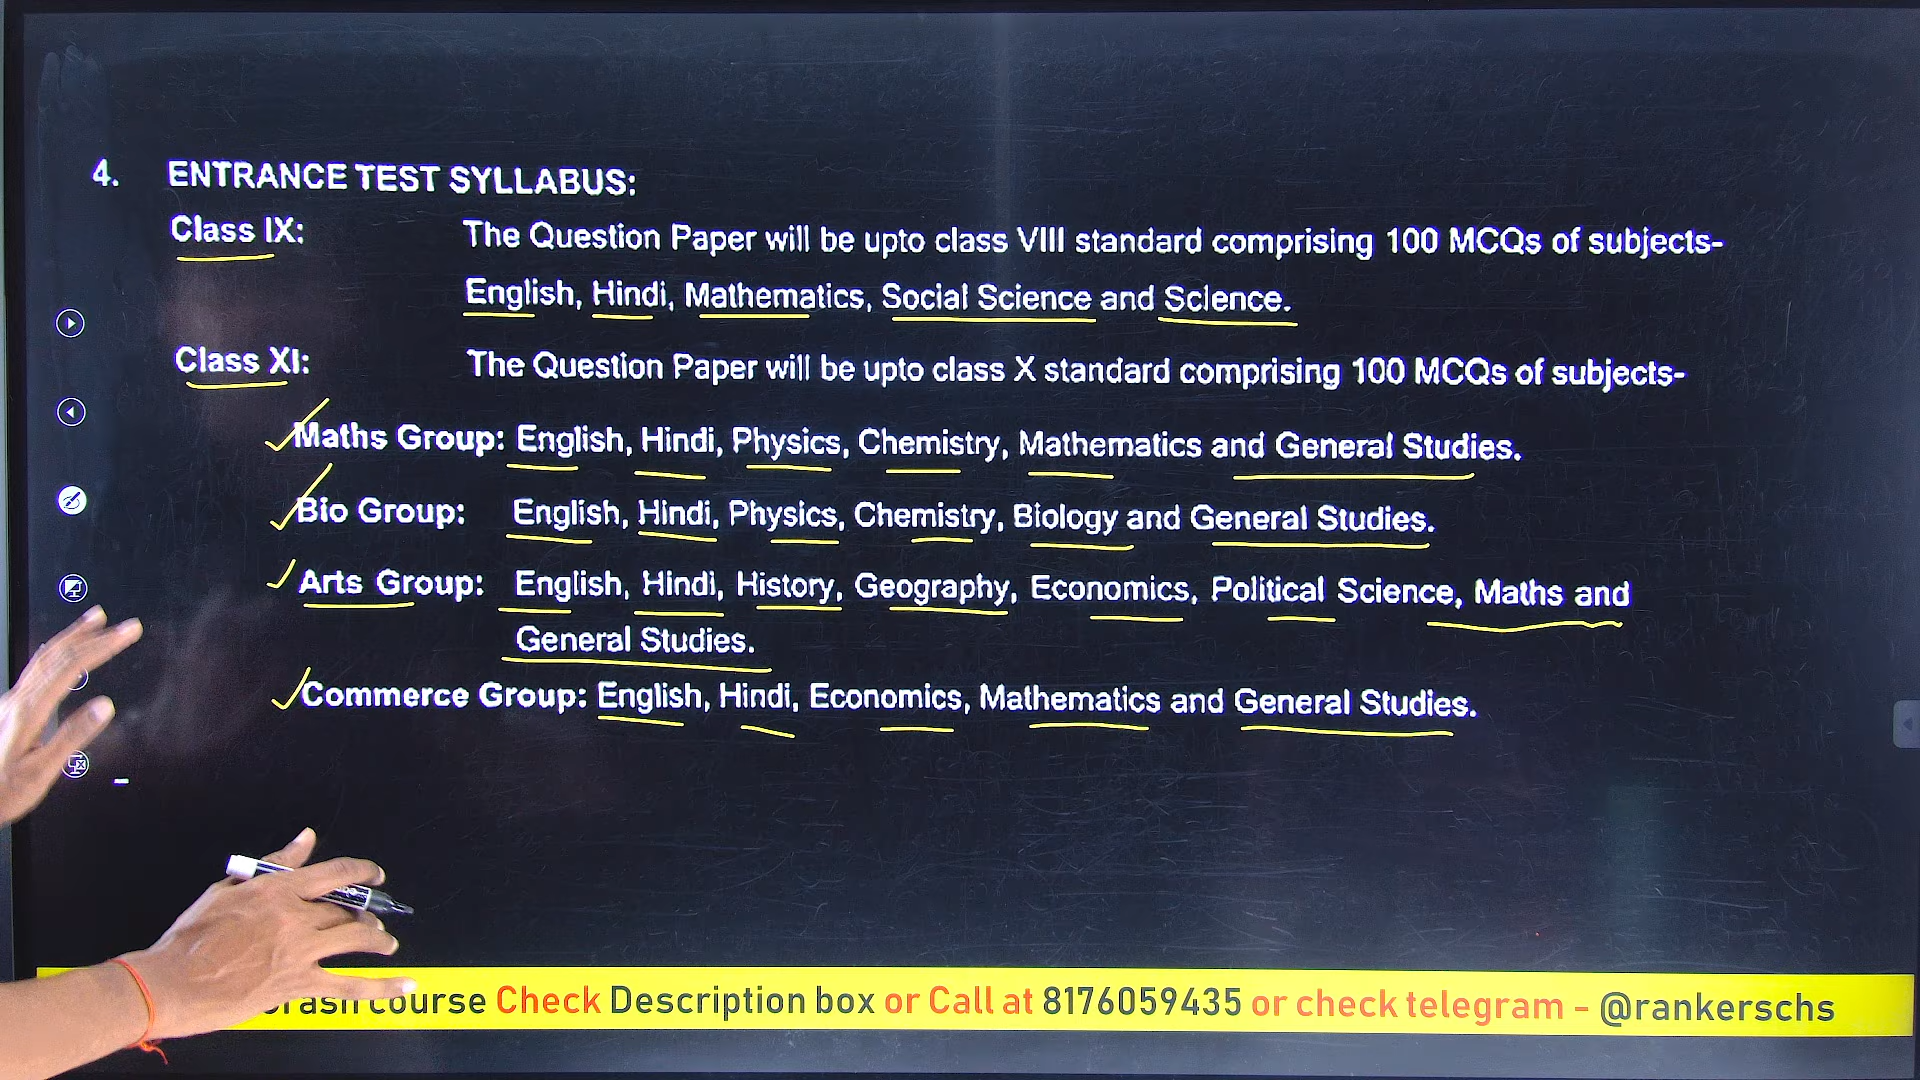 4. ENTRANCE TEST SYLLABUS:
Class IX: The Question Paper will be upto class VIII standard comprising 100 MCQs of subjects-
English, Hindi, Mathematics, Social Science and Science.
Class XI: The Question Paper will be upto class X standard comprising 100 MCQs of subjects-
Maths Group: English, Hindi, Physics, Chemistry, Mathematics and General Studies.
Bio Group: English, Hindi, Physics, Chemistry, Biology and General Studies.
Arts Group: English, Hindi, History, Geography, Economics, Political Science, Maths and
General Studies.
Commerce Group: English, Hindi, Economics, Mathematics and General Studies.
course Check Description box or Call at 8176059435 or check telegram - @rankerschs